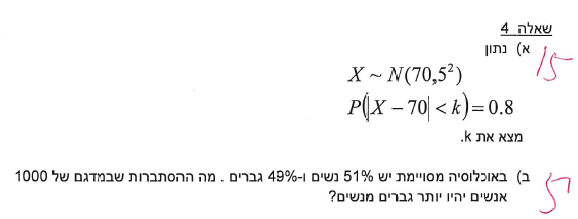 שאלה 4
א) נתון
15
X ~ N(70,5²)
P(|X − 70| < k) = 0.8
מצא את k.
ב) באוכלוסיה מסויימת יש 51% נשים ו-49% גברים . מה ההסתברות שבמדגם של 1000
אנשים יהיו יותר גברים מנשים?